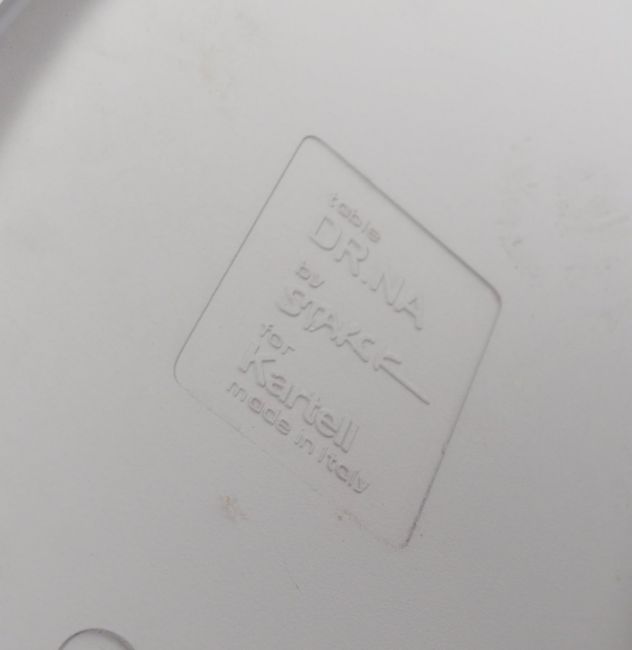 table
DR.NA
by
STARCK
for
Kartell
made in Italy